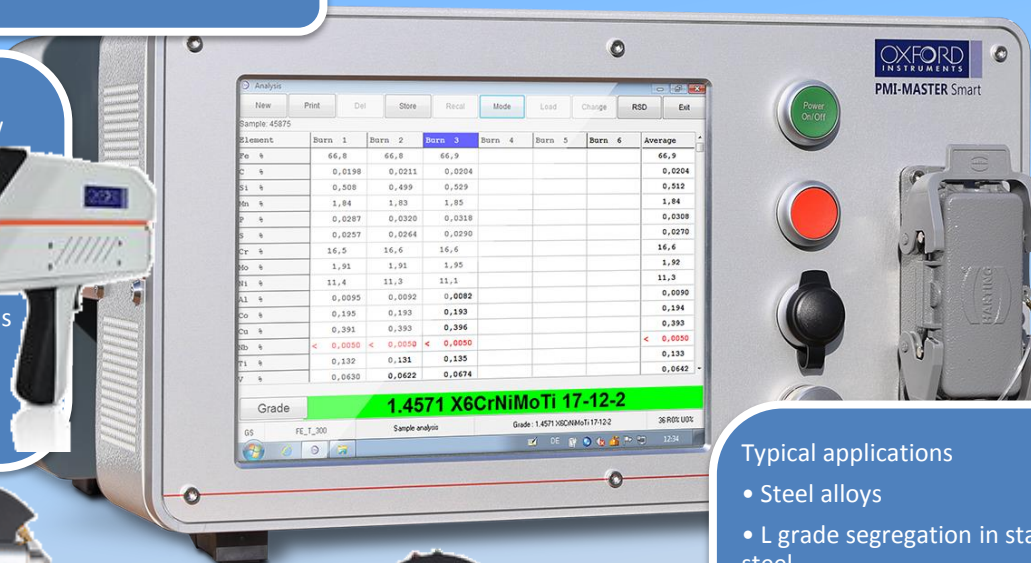 OXFORD
INSTRUMENTS
PMI-MASTER Smart
Power
On/Off
HARTING
Analysis
New Print Del Store Recal Mode Load Change RSD Exit
Sample: 45875
Element Burn 1 Burn 2 Burn 3 Burn 4 Burn 5 Burn 6 Average
Fe % 66,8 66,8 66,9 66,9
C % 0,0198 0,0211 0,0204 0,0204
Si % 0,508 0,499 0,529 0,512
Mn % 1,84 1,83 1,85 1,84
P % 0,0287 0,0320 0,0318 0,0308
S % 0,0257 0,0264 0,0290 0,0270
Cr % 16,5 16,6 16,6 16,6
Mo % 1,91 1,91 1,95 1,92
Ni % 11,4 11,3 11,1 11,3
Al % 0,0095 0,0092 0,0082 0,0090
Co % 0,195 0,193 0,193 0,194
Cu % 0,391 0,393 0,396 0,393
Nb % < 0,0050 < 0,0050 < 0,0050 < 0,0050
Ti % 0,132 0,131 0,135 0,133
V % 0,0630 0,0622 0,0674 0,0642
Grade 1.4571 X6CrNiMoTi 17-12-2
GS FE_T_300 Sample analysis Grade : 1.4571 X6CrNiMoTi 17-12-2 36 R0% U0%
DE 12:34
Typical applications
• Steel alloys
• L grade segregation in sta
steel